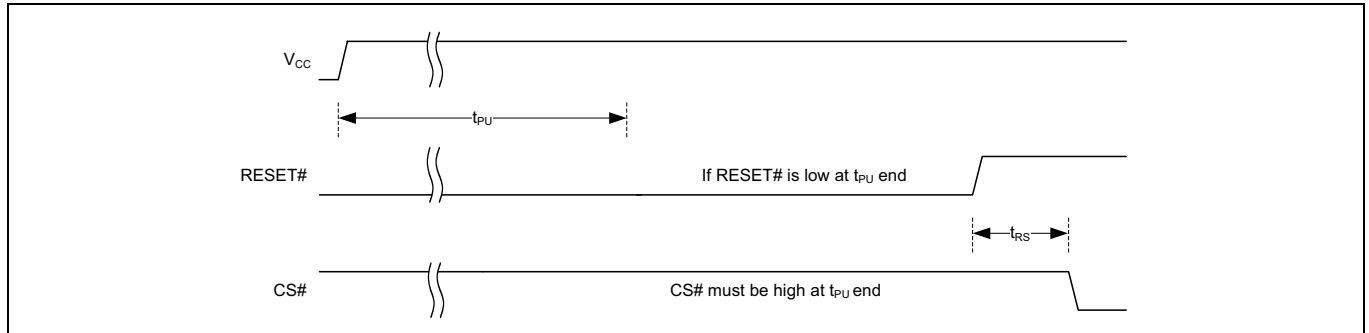 VCC
tPU
RESET#
If RESET# is low at tPU end
tRS
CS#
CS# must be high at tPU end